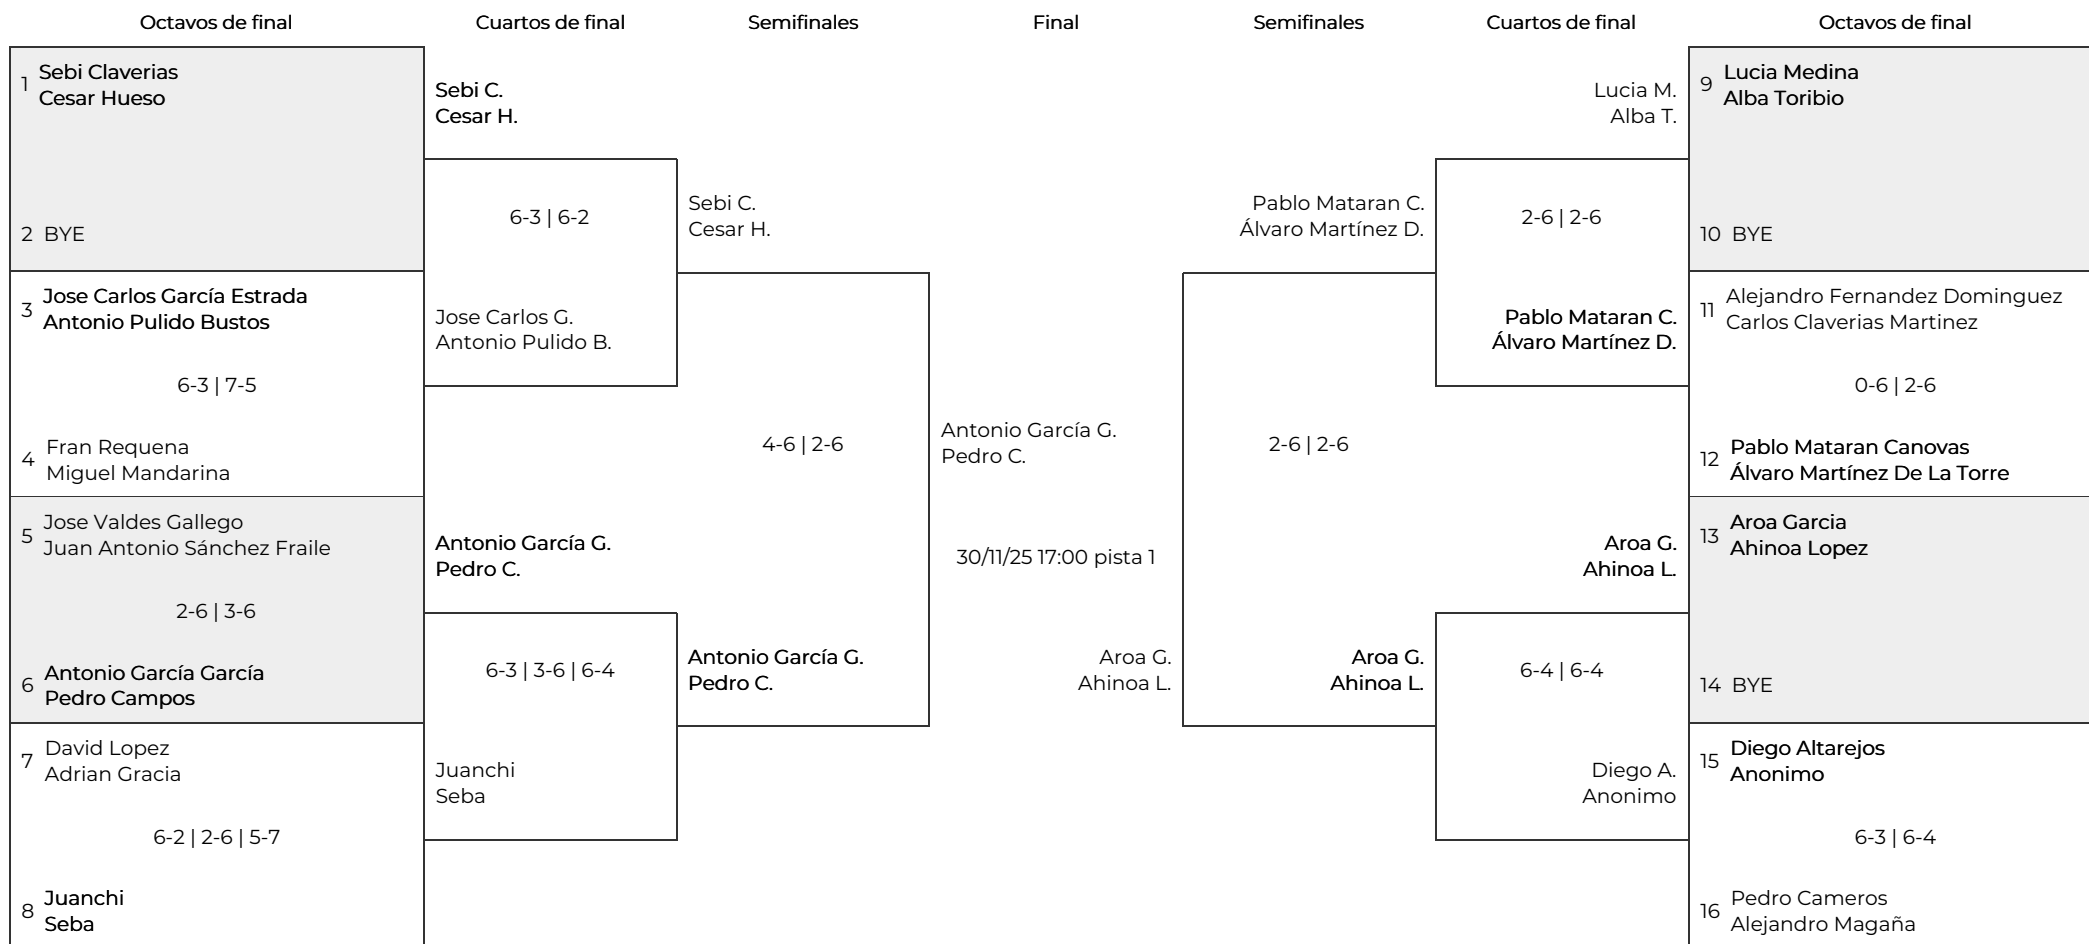 Octavos de final
Cuartos de final
Semifinales
Final
Semifinales
Cuartos de final
Octavos de final
1
Sebi Claverias
Cesar Hueso
2 BYE
3
Jose Carlos García Estrada
Antonio Pulido Bustos
6-3 | 7-5
4
Fran Requena
Miguel Mandarina
5
Jose Valdes Gallego
Juan Antonio Sánchez Fraile
2-6 | 3-6
6
Antonio García García
Pedro Campos
7
David Lopez
Adrian Gracia
6-2 | 2-6 | 5-7
8
Juanchi
Seba
Sebi C.
Cesar H.
6-3 | 6-2
Jose Carlos G.
Antonio Pulido B.
Antonio García G.
Pedro C.
6-3 | 3-6 | 6-4
Juanchi
Seba
Sebi C.
Cesar H.
4-6 | 2-6
Antonio García G.
Pedro C.
Antonio García G.
Pedro C.
30/11/25 17:00 pista 1
Aroa G.
Ahinoa L.
Pablo Mataran C.
Álvaro Martínez D.
2-6 | 2-6
Aroa G.
Ahinoa L.
Lucia M.
Alba T.
2-6 | 2-6
Pablo Mataran C.
Álvaro Martínez D.
Aroa G.
Ahinoa L.
6-4 | 6-4
Diego A.
Anonimo
9
Lucia Medina
Alba Toribio
10 BYE
11
Alejandro Fernandez Dominguez
Carlos Claverias Martinez
0-6 | 2-6
12
Pablo Mataran Canovas
Álvaro Martínez De La Torre
13
Aroa Garcia
Ahinoa Lopez
14 BYE
15
Diego Altarejos
Anonimo
6-3 | 6-4
16
Pedro Cameros
Alejandro Magaña